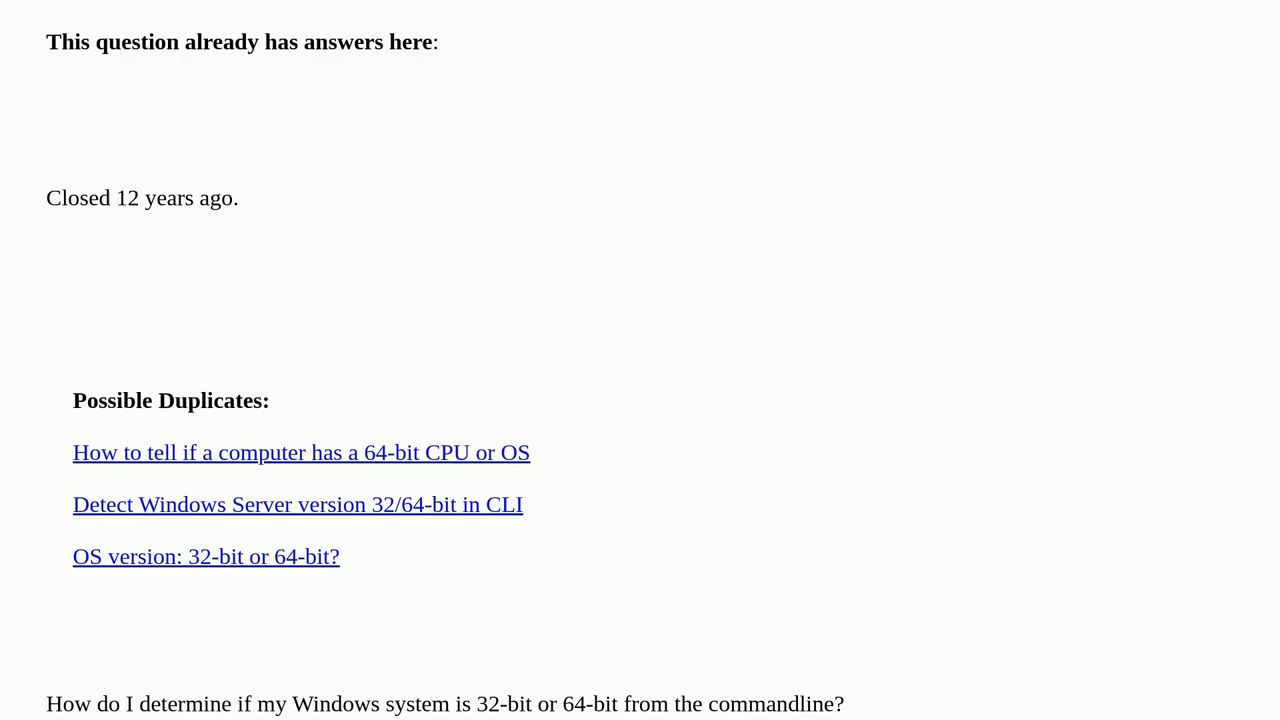 This question already has answers here:
Closed 12 years ago.
Possible Duplicates:
How to tell if a computer has a 64-bit CPU or OS
Detect Windows Server version 32/64-bit in CLI
OS version: 32-bit or 64-bit?
How do I determine if my Windows system is 32-bit or 64-bit from the commandline?